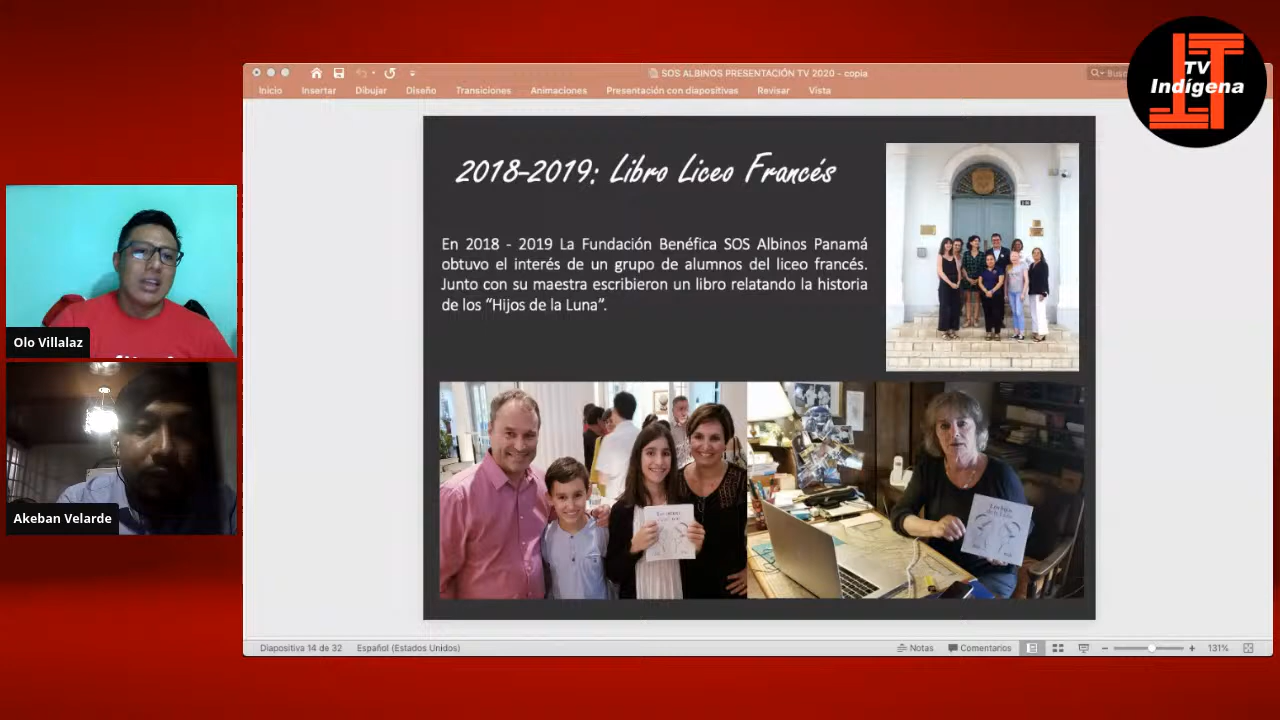 TV
Indígena
SOS ALBINOS PRESENTACIÓN TV 2020 - copia
Inicio Insertar Dibujar Diseño Transiciones Animaciones Presentación con diapositivas Revisar Vista
2018-2019: Libro Liceo Francés
En 2018 - 2019 La Fundación Benéfica SOS Albinos Panamá
obtuvo el interés de un grupo de alumnos del liceo francés.
Junto con su maestra escribieron un libro relatando la historia
de los “Hijos de la Luna”.
Olo Villalaz
Akeban Velarde
Diapositiva 14 de 32 Español (Estados Unidos) Notas Comentarios 131%